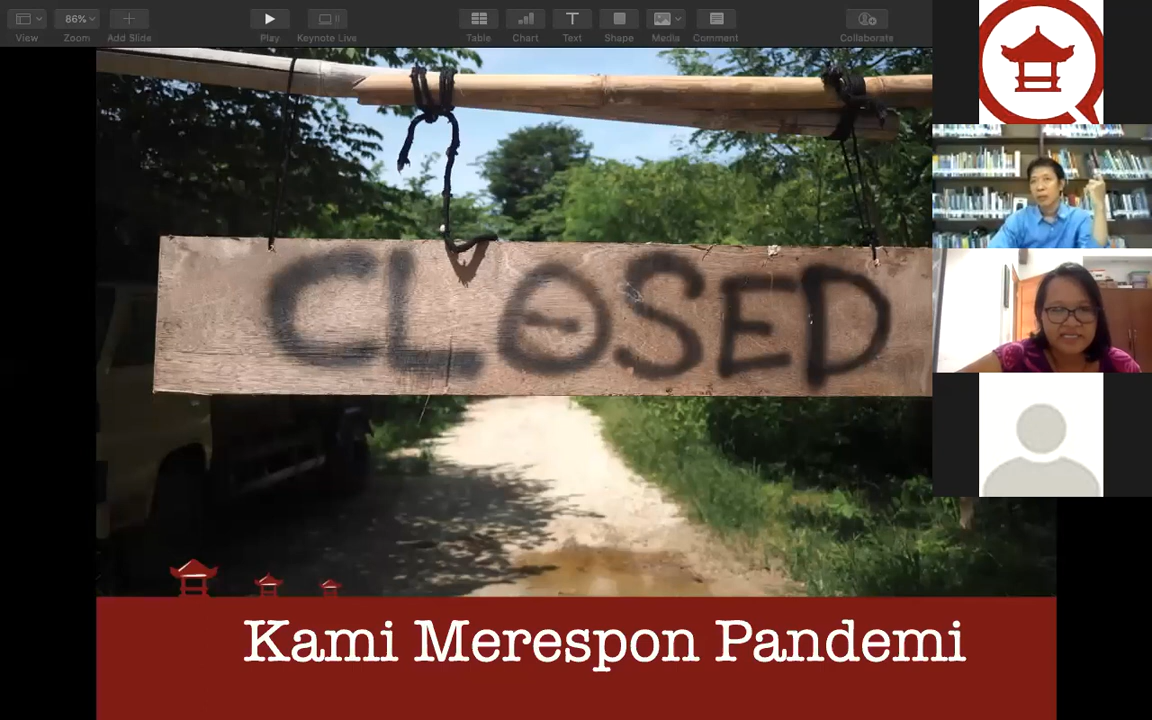 86%
View
Zoom
Add Slide
Play
Keynote Live
Table
Chart
Text
Shape
Media
Comment
Collaborate
CLOSED
Kami Merespon Pandemi